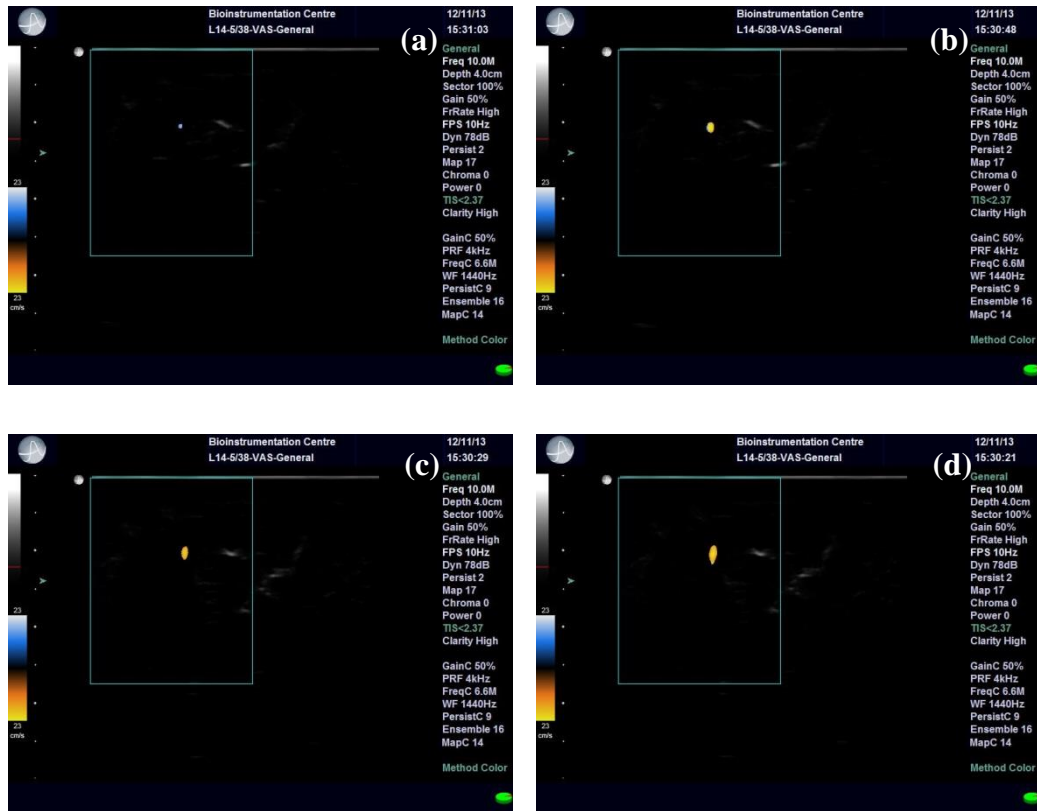 Bioinstrumentation Centre
12/11/13
L14-5/38-VAS-General
15:31:03
(a)
General
Freq 10.0M
Depth 4.0cm
Sector 100%
Gain 50%
FrRate High
FPS 10Hz
Dyn 78dB
Persist 2
Map 17
Chroma 0
Power 0
TIS<2.37
Clarity High
GainC 50%
PRF 4kHz
FreqC 6.6M
WF 1440Hz
PersistC 9
Ensemble 16
MapC 14
Method Color
23
23
cm/s
Bioinstrumentation Centre
12/11/13
L14-5/38-VAS-General
15:30:48
(b)
General
Freq 10.0M
Depth 4.0cm
Sector 100%
Gain 50%
FrRate High
FPS 10Hz
Dyn 78dB
Persist 2
Map 17
Chroma 0
Power 0
TIS<2.37
Clarity High
GainC 50%
PRF 4kHz
FreqC 6.6M
WF 1440Hz
PersistC 9
Ensemble 16
MapC 14
Method Color
23
23
cm/s
Bioinstrumentation Centre
12/11/13
L14-5/38-VAS-General
15:30:29
(c)
General
Freq 10.0M
Depth 4.0cm
Sector 100%
Gain 50%
FrRate High
FPS 10Hz
Dyn 78dB
Persist 2
Map 17
Chroma 0
Power 0
TIS<2.37
Clarity High
GainC 50%
PRF 4kHz
FreqC 6.6M
WF 1440Hz
PersistC 9
Ensemble 16
MapC 14
Method Color
23
23
cm/s
Bioinstrumentation Centre
12/11/13
L14-5/38-VAS-General
15:30:21
(d)
General
Freq 10.0M
Depth 4.0cm
Sector 100%
Gain 50%
FrRate High
FPS 10Hz
Dyn 78dB
Persist 2
Map 17
Chroma 0
Power 0
TIS<2.37
Clarity High
GainC 50%
PRF 4kHz
FreqC 6.6M
WF 1440Hz
PersistC 9
Ensemble 16
MapC 14
Method Color
23
23
cm/s